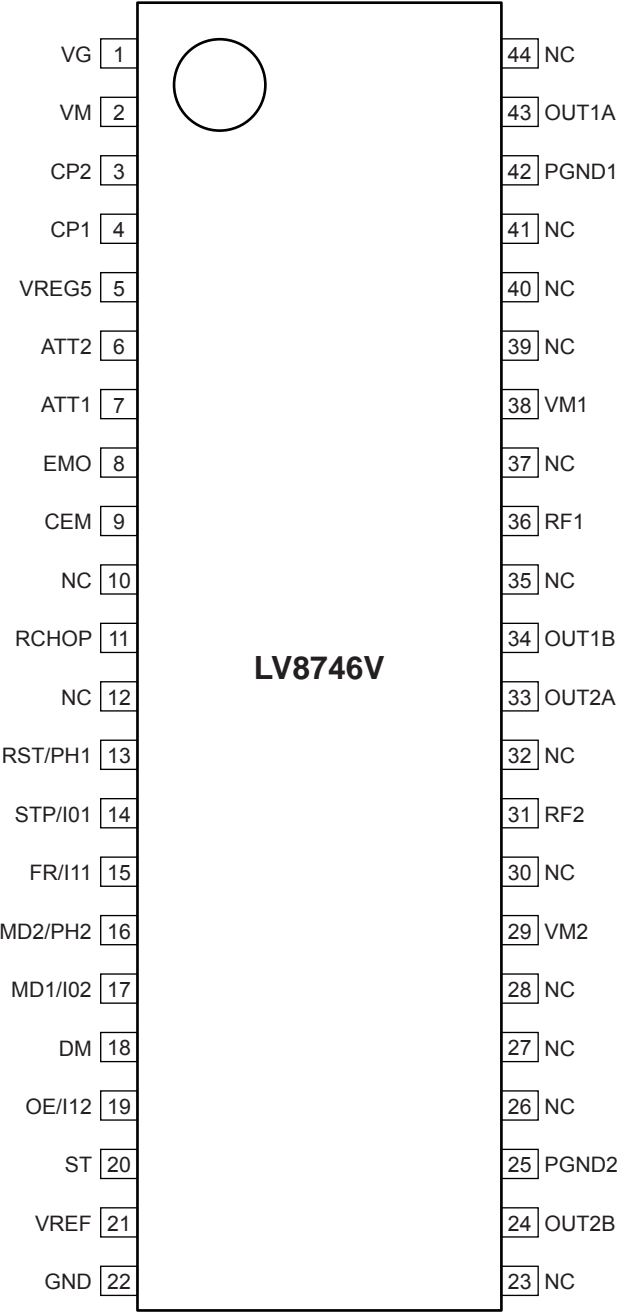 VG 1 44 NC
VM 2 43 OUT1A
CP2 3 42 PGND1
CP1 4 41 NC
VREG5 5 40 NC
ATT2 6 39 NC
ATT1 7 38 VM1
EMO 8 37 NC
CEM 9 36 RF1
NC 10 35 NC
RCHOP 11 34 OUT1B
LV8746V
NC 12 33 OUT2A
RST/PH1 13 32 NC
STP/I01 14 31 RF2
FR/I11 15 30 NC
MD2/PH2 16 29 VM2
MD1/I02 17 28 NC
DM 18 27 NC
OE/I12 19 26 NC
ST 20 25 PGND2
VREF 21 24 OUT2B
GND 22 23 NC